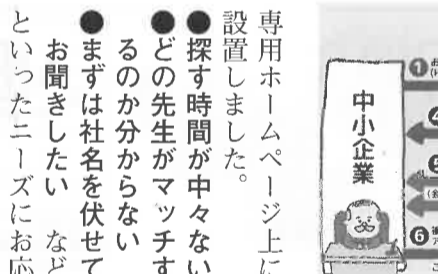 専用ホームページ上に
設置しました。
●探す時間が中々ない
●どの先生がマッチす
るのか分からない
●まずは社名を伏せて
お聞きしたい など
といったニーズにお応
中小企業
❶
❻